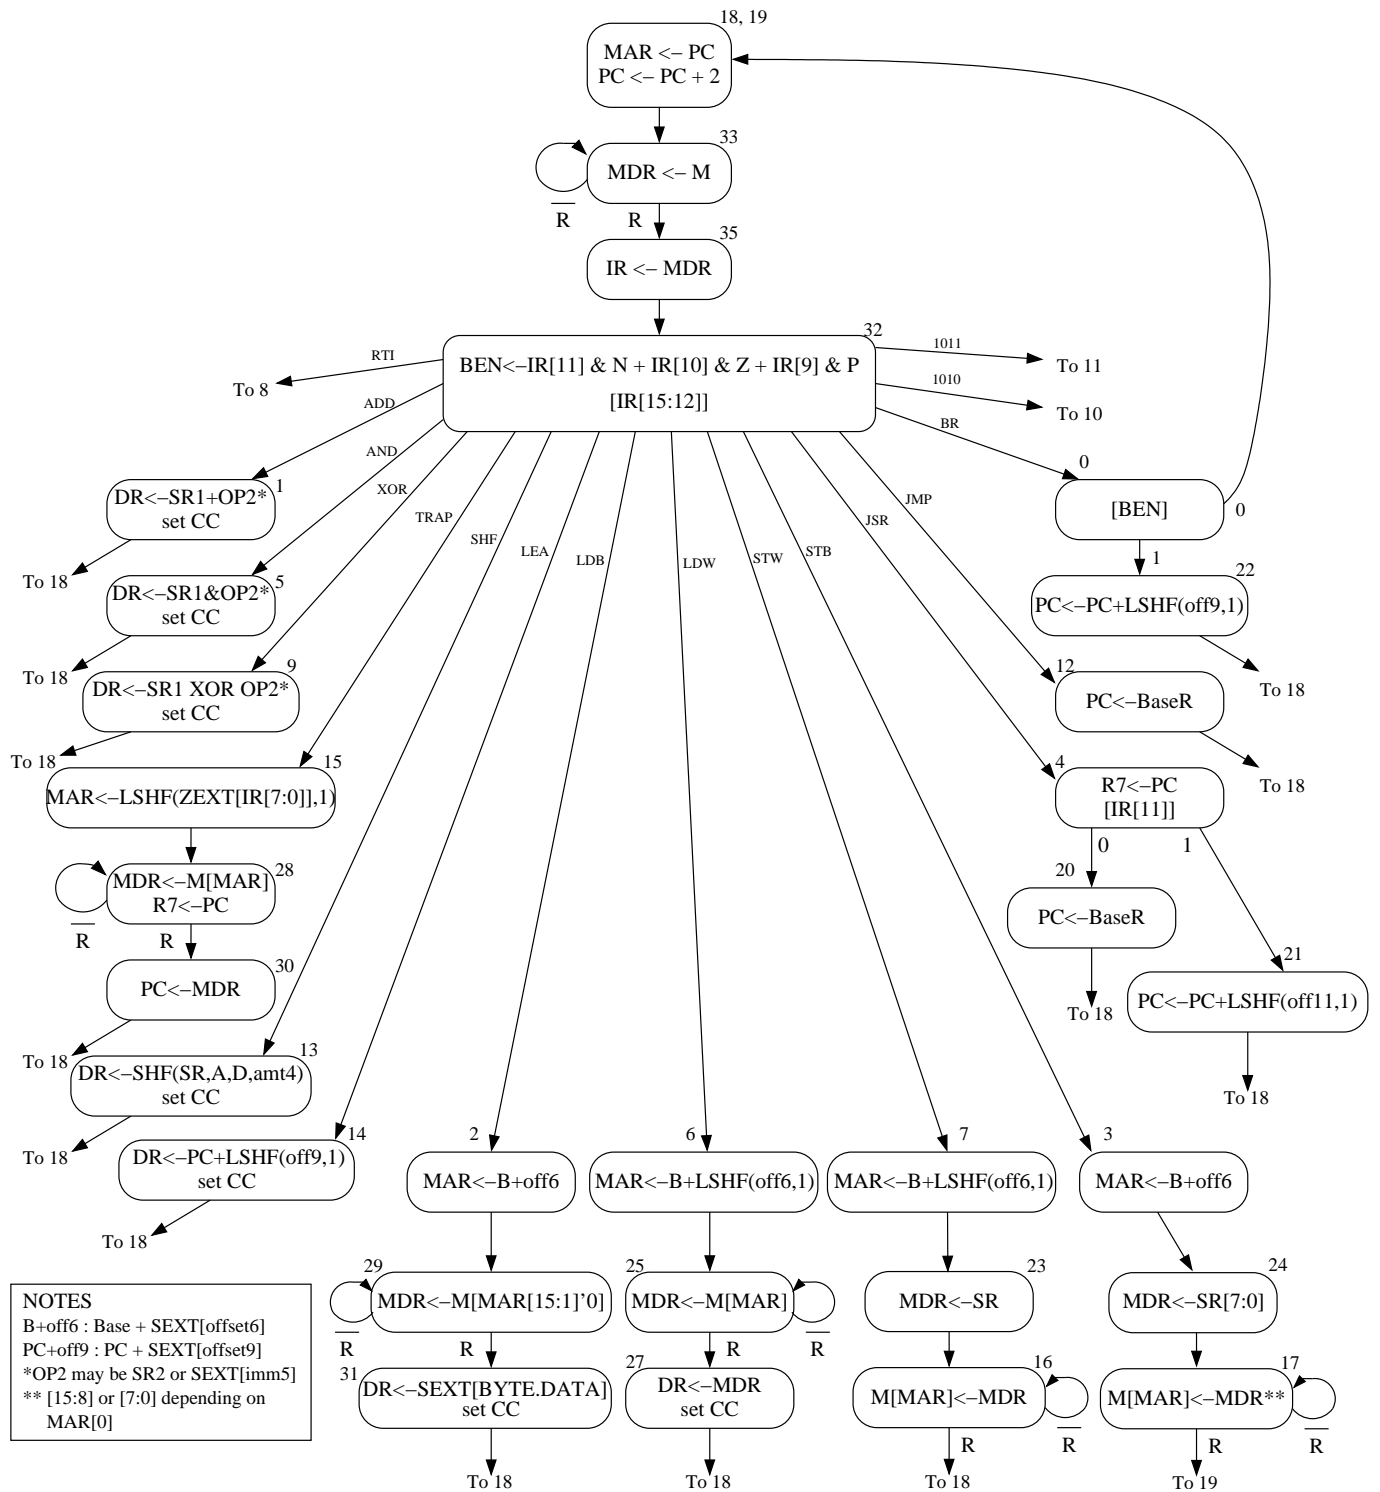 18, 19
MAR <– PC
PC <– PC + 2
33
MDR <– M
R
R
35
IR <– MDR
32
BEN<–IR[11] & N + IR[10] & Z + IR[9] & P
[IR[15:12]]
RTI
To 8
1011
To 11
1010
To 10
ADD
AND
XOR
TRAP
SHF
LEA
LDB
LDW
STW
STB
JSR
JMP
BR
0
[BEN]
0
1
1
DR<–SR1+OP2*
set CC
To 18
5
DR<–SR1&OP2*
set CC
To 18
9
DR<–SR1 XOR OP2*
set CC
To 18
22
PC<–PC+LSHF(off9,1)
To 18
12
PC<–BaseR
To 18
15
MAR<–LSHF(ZEXT[IR[7:0]],1)
4
R7<–PC
[IR[11]]
0
1
28
MDR<–M[MAR]
R7<–PC
R
R
20
PC<–BaseR
To 18
30
PC<–MDR
To 18
21
PC<–PC+LSHF(off11,1)
To 18
13
DR<–SHF(SR,A,D,amt4)
set CC
To 18
14
DR<–PC+LSHF(off9,1)
set CC
To 18
2
MAR<–B+off6
6
MAR<–B+LSHF(off6,1)
7
MAR<–B+LSHF(off6,1)
3
MAR<–B+off6
29
MDR<–M[MAR[15:1]’0]
R
R
25
MDR<–M[MAR]
R
R
23
MDR<–SR
24
MDR<–SR[7:0]
31
DR<–SEXT[BYTE.DATA]
set CC
To 18
27
DR<–MDR
set CC
To 18
16
M[MAR]<–MDR
R
R
To 18
17
M[MAR]<–MDR**
R
R
To 19
NOTES
B+off6 : Base + SEXT[offset6]
PC+off9 : PC + SEXT[offset9]
*OP2 may be SR2 or SEXT[imm5]
** [15:8] or [7:0] depending on
MAR[0]